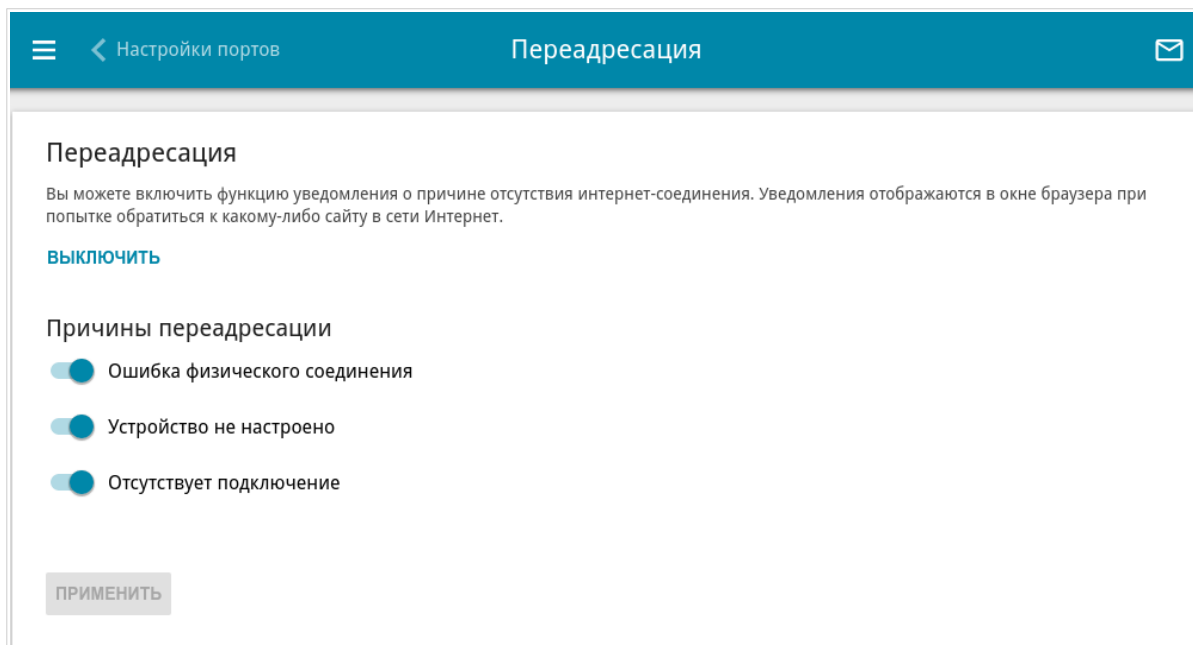 Настройки портов
Переадресация
Переадресация
Вы можете включить функцию уведомления о причине отсутствия интернет-соединения. Уведомления отображаются в окне браузера при
попытке обратиться к какому-либо сайту в сети Интернет.
ВЫКЛЮЧИТЬ
Причины переадресации
Ошибка физического соединения
Устройство не настроено
Отсутствует подключение
ПРИМЕНИТЬ